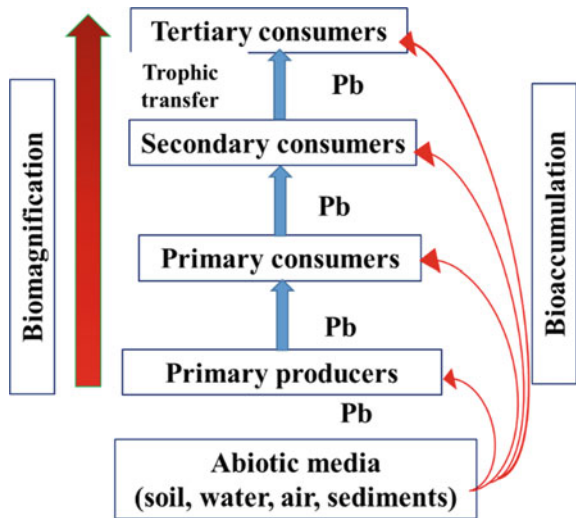 Tertiary consumers
Trophic
transfer
Pb
Secondary consumers
Pb
Primary consumers
Pb
Primary producers
Pb
Abiotic media
(soil, water, air, sediments)
Biomagnification
Bioaccumulation